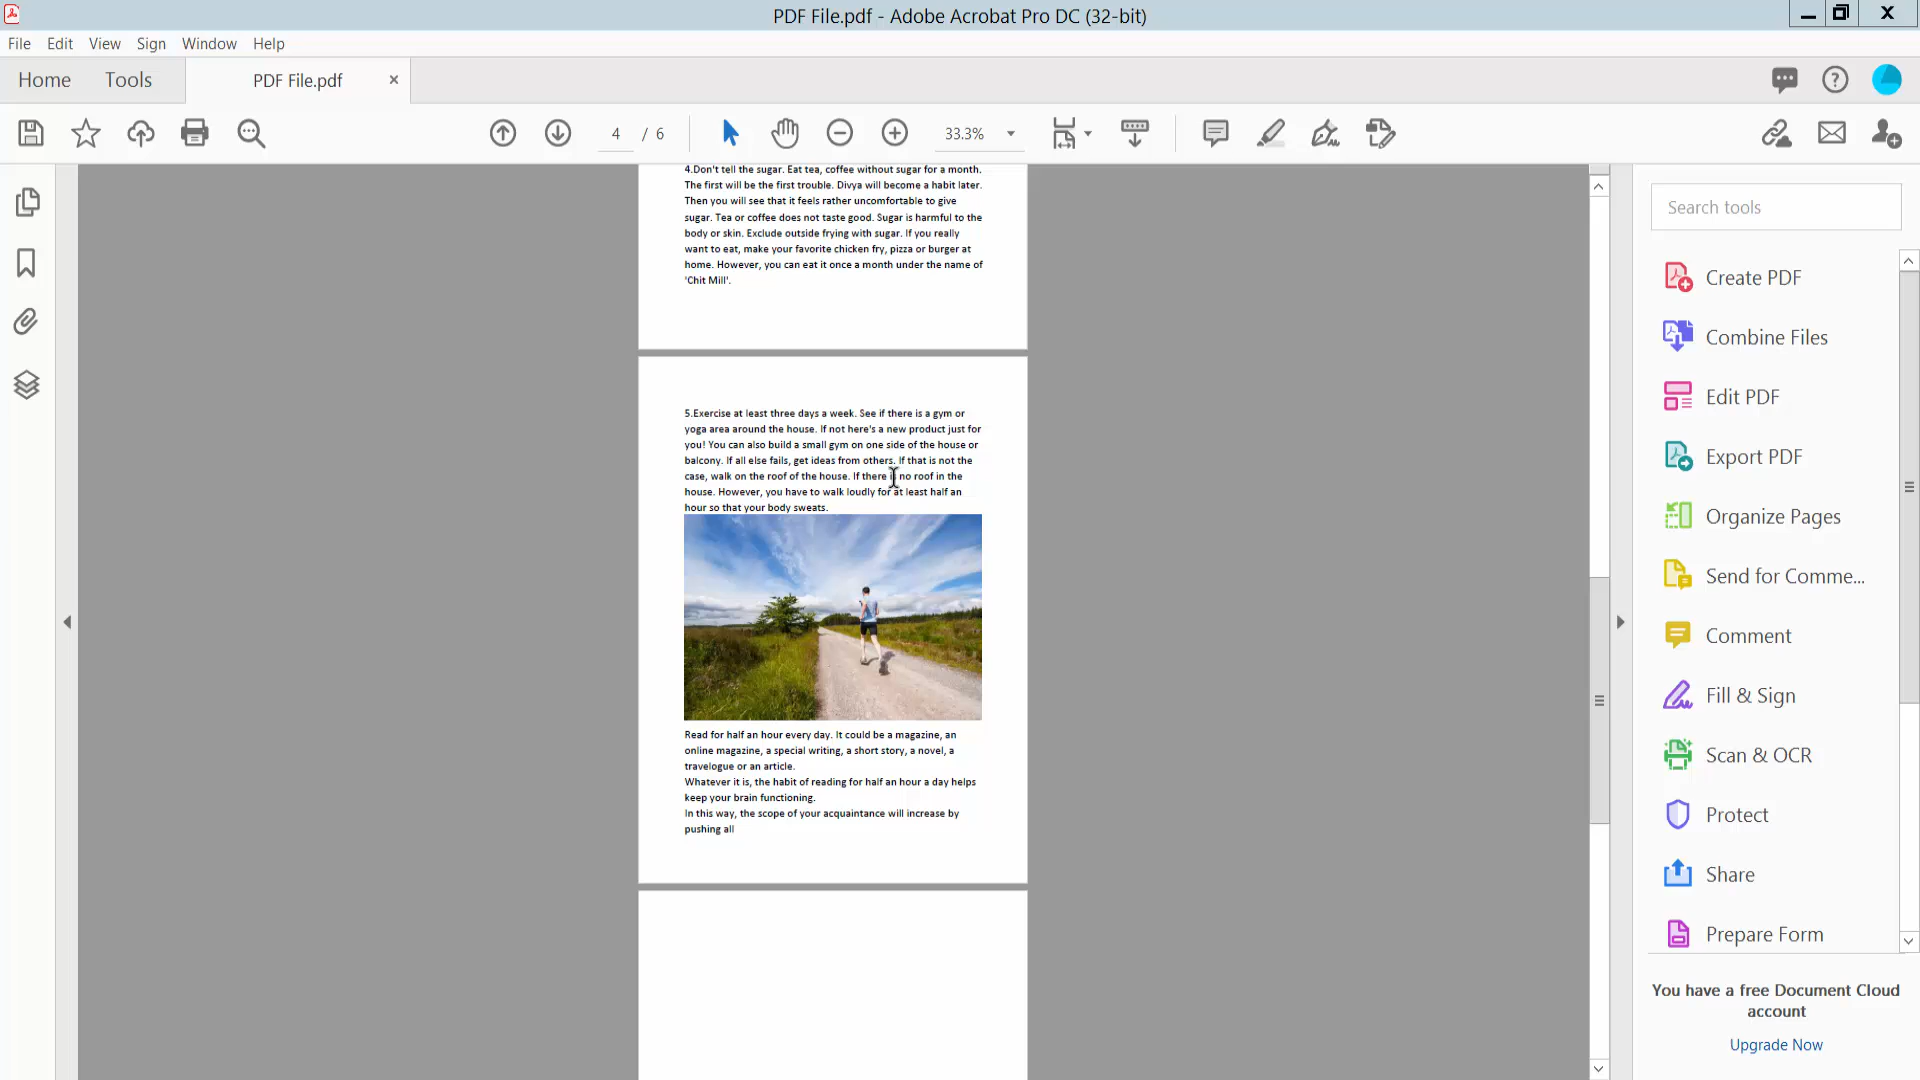 PDF File.pdf - Adobe Acrobat Pro DC (32-bit)
File Edit View Sign Window Help
Home Tools PDF File.pdf
4 / 6 33.3%
4.Don't tell the sugar. Eat tea, coffee without sugar for a month.
The first will be the first trouble. Divya will become a habit later.
Then you will see that it feels rather uncomfortable to give
sugar. Tea or coffee does not taste good. Sugar is harmful to the
body or skin. Exclude outside frying with sugar. If you really
want to eat, make your favorite chicken fry, pizza or burger at
home. However, you can eat it once a month under the name of
'Chit Mill'.
5.Exercise at least three days a week. See if there is a gym or
yoga area around the house. If not here's a new product just for
you! You can also build a small gym on one side of the house or
balcony. If all else fails, get ideas from others. If that is not the
case, walk on the roof of the house. If there is no roof in the
house. However, you have to walk loudly for at least half an
hour so that your body sweats.
Read for half an hour every day. It could be a magazine, an
online magazine, a special writing, a short story, a novel, a
travelogue or an article.
Whatever it is, the habit of reading for half an hour a day helps
keep your brain functioning.
In this way, the scope of your acquaintance will increase by
pushing all
Search tools
Create PDF
Combine Files
Edit PDF
Export PDF
Organize Pages
Send for Comme...
Comment
Fill & Sign
Scan & OCR
Protect
Share
Prepare Form
You have a free Document Cloud
account
Upgrade Now